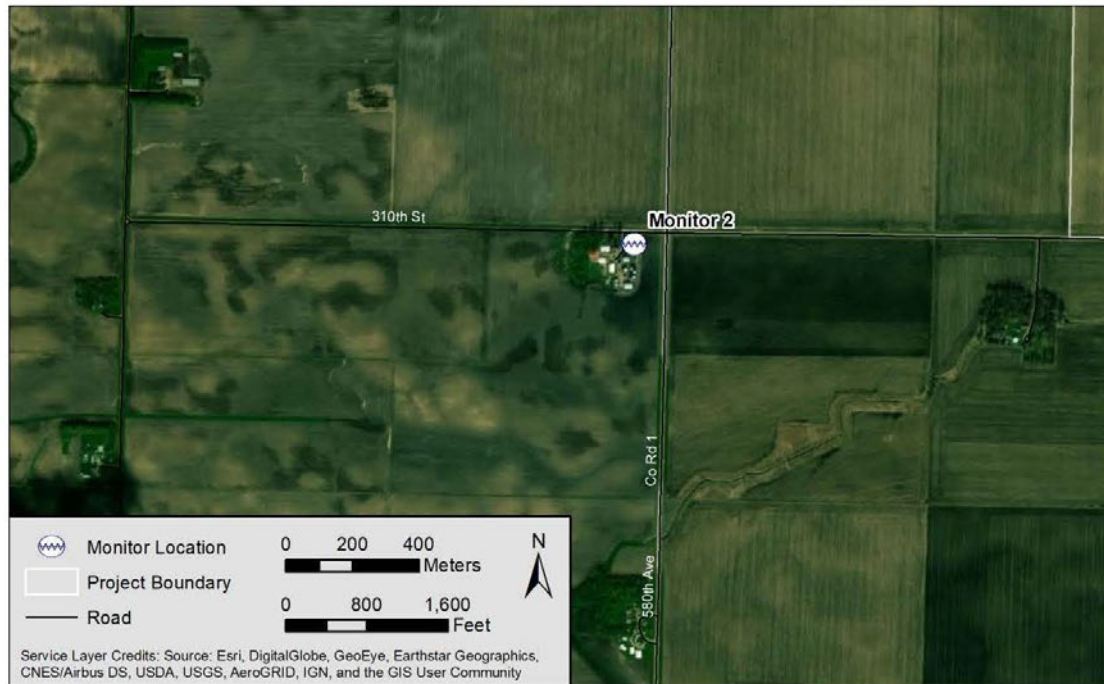 310th St
Monitor 2
Co Rd 1
580th Ave
Monitor Location
Project Boundary
Road
0 200 400
Meters
0 800 1,600
Feet
N
Service Layer Credits: Source: Esri, DigitalGlobe, GeoEye, Earthstar Geographics,
CNES/Airbus DS, USDA, USGS, AeroGRID, IGN, and the GIS User Community